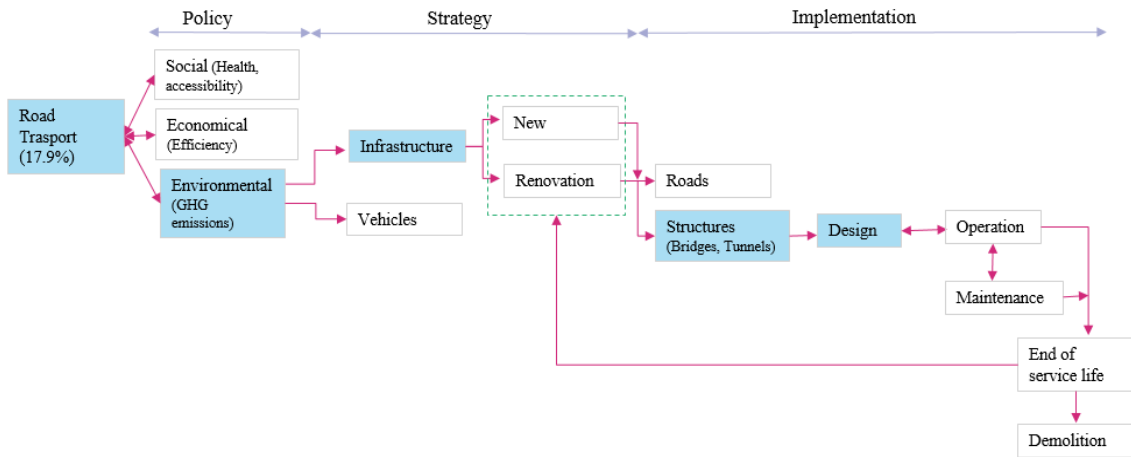 Policy
Strategy
Implementation
Social (Health,
accessibility)
Road
Trasport
(17.9%)
Economical
(Efficiency)
Environmental
(GHG
emissions)
Infrastructure
Vehicles
New
Renovation
Roads
Structures
(Bridges, Tunnels)
Design
Operation
Maintenance
End of
service life
Demolition